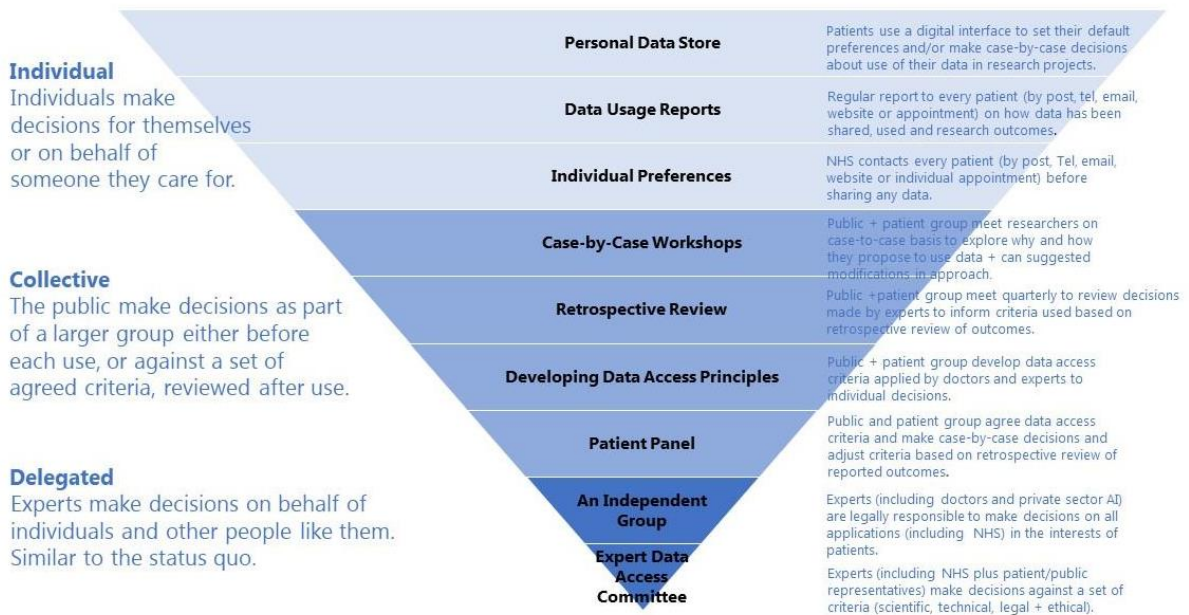 Individual
Individuals make
decisions for themselves
or on behalf of
someone they care for.
Collective
The public make decisions as part
of a larger group either before
each use, or against a set of
agreed criteria, reviewed after use.
Delegated
Experts make decisions on behalf of
individuals and other people like them.
Similar to the status quo.
Personal Data Store
Patients use a digital interface to set their default
preferences and/or make case-by-case decisions
about use of their data in research projects.
Data Usage Reports
Regular report to every patient (by post, tel, email,
website or appointment) on how data has been
shared, used and research outcomes.
Individual Preferences
NHS contacts every patient (by post, Tel, email,
website or individual appointment) before
sharing any data.
Case-by-Case Workshops
Public + patient group meet researchers on
case-to-case basis to explore why and how
they propose to use data + can suggested
modifications in approach.
Retrospective Review
Public +patient group meet quarterly to review decisions
made by experts to inform criteria used based on
retrospective review of outcomes.
Developing Data Access Principles
Public + patient group develop data access
criteria applied by doctors and experts to
individual decisions.
Patient Panel
Public and patient group agree data access
criteria and make case-by-case decisions and
adjust criteria based on retrospective review of
reported outcomes.
An Independent
Group
Experts (including doctors and private sector AI)
are legally responsible to make decisions on all
applications (including NHS) in the interests of
patients.
Expert Data
Access
Committee
Experts (including NHS plus patient/public
representatives) make decisions against a set of
criteria (scientific, technical, legal + ethical).